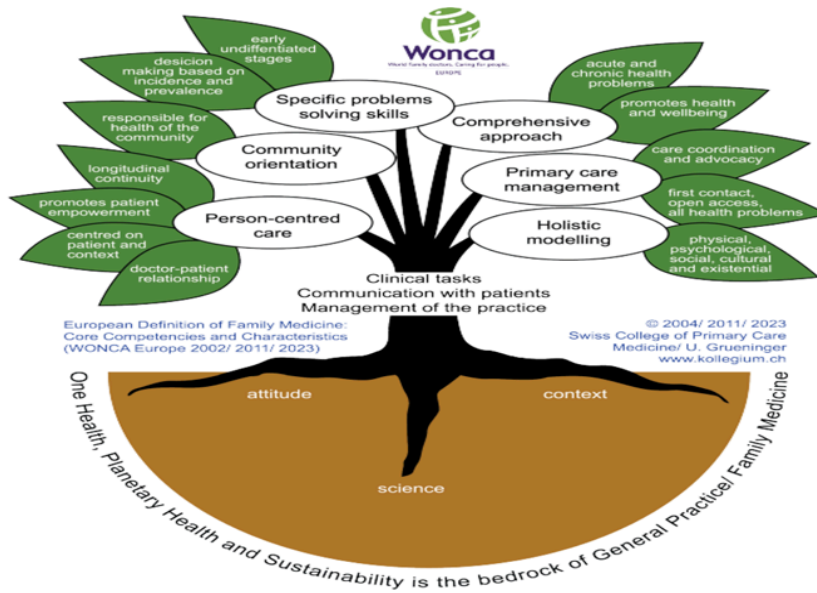 Wonca
World family doctors. Caring for people.
EUROPE
early
undiffentiated
stages
desicion
making based on
incidence and
prevalence
responsible for
health of the
community
longitudinal
continuity
promotes patient
empowerment
centred on
patient and
context
doctor-patient
relationship
Specific problems
solving skills
Community
orientation
Person-centred
care
Comprehensive
approach
Primary care
management
Holistic
modelling
acute and
chronic health
problems
promotes health
and wellbeing
care coordination
and advocacy
first contact,
open access,
all health problems
physical,
psychological,
social, cultural
and existential
Clinical tasks
Communication with patients
Management of the practice
European Definition of Family Medicine:
Core Competencies and Characteristics
(WONCA Europe 2002/ 2011/ 2023)
© 2004/ 2011/ 2023
Swiss College of Primary Care
Medicine/ U. Grueninger
www.kollegium.ch
attitude
context
science
One Health, Planetary Health and Sustainability is the bedrock of General Practice/ Family Medicine